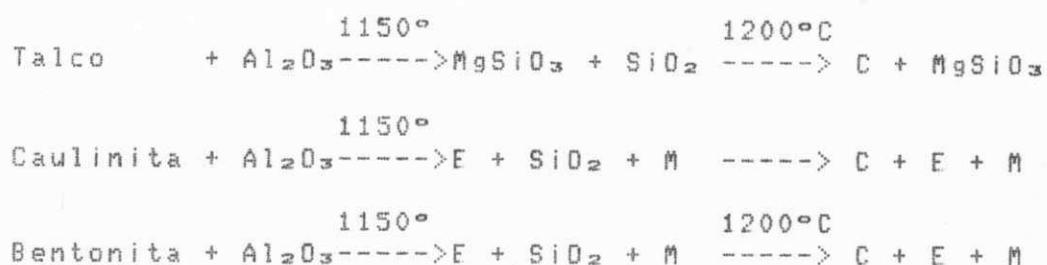 1150° 1200°C
Talco + Al₂O₃----->MgSiO₃ + SiO₂ -----> C + MgSiO₃
1150°
Caulinita + Al₂O₃----->E + SiO₂ + M -----> C + E + M
1150° 1200°C
Bentonita + Al₂O₃----->E + SiO₂ + M -----> C + E + M